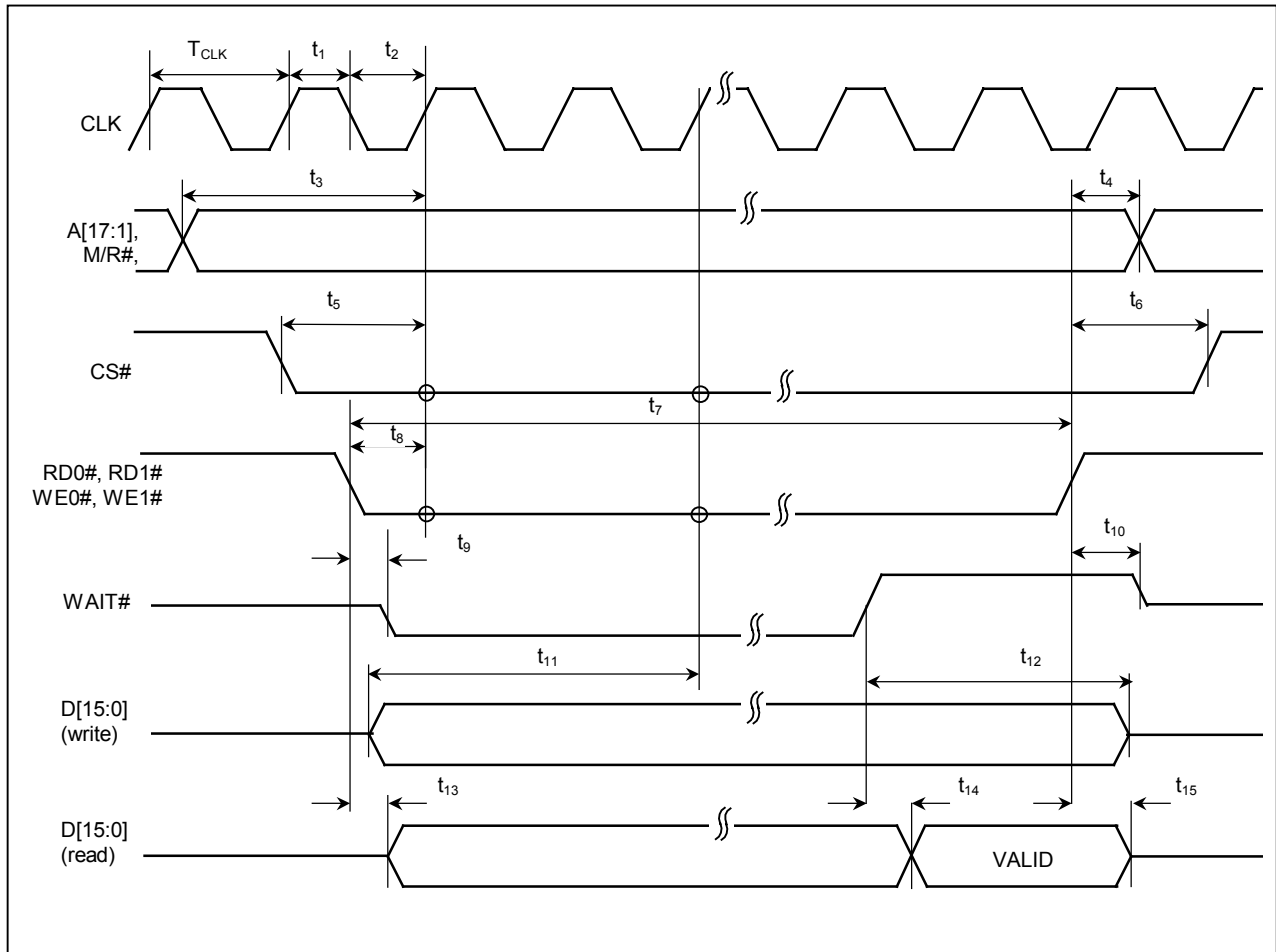 TCLK t1 t2
CLK
t3 t4
A[17:1],
M/R#,
t5 t6
CS#
t7
t8
RD0#, RD1#
WE0#, WE1#
t9 t10
WAIT#
t11 t12
D[15:0]
(write)
t13 t14 t15
D[15:0]
(read)
VALID